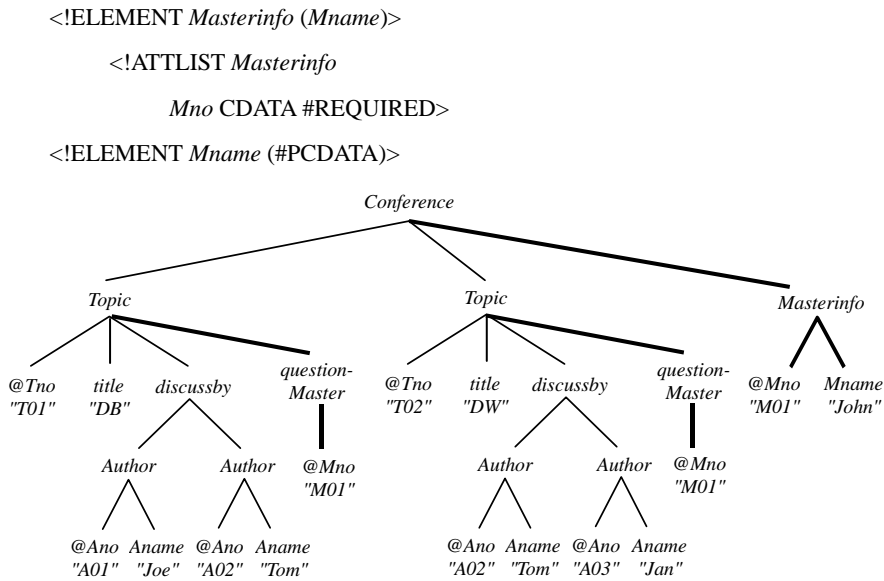 <!ELEMENT Masterinfo (Mname)>
<!ATTLIST Masterinfo
Mno CDATA #REQUIRED>
<!ELEMENT Mname (#PCDATA)>
Conference
Topic
Topic
Masterinfo
@Tno
"T01"
title
"DB"
discussby
question-
Master
@Tno
"T02"
title
"DW"
discussby
question-
Master
@Mno
"M01"
Mname
"John"
Author
Author
@Mno
"M01"
Author
Author
@Mno
"M01"
@Ano
"A01"
Aname
"Joe"
@Ano
"A02"
Aname
"Tom"
@Ano
"A02"
Aname
"Tom"
@Ano
"A03"
Aname
"Jan"